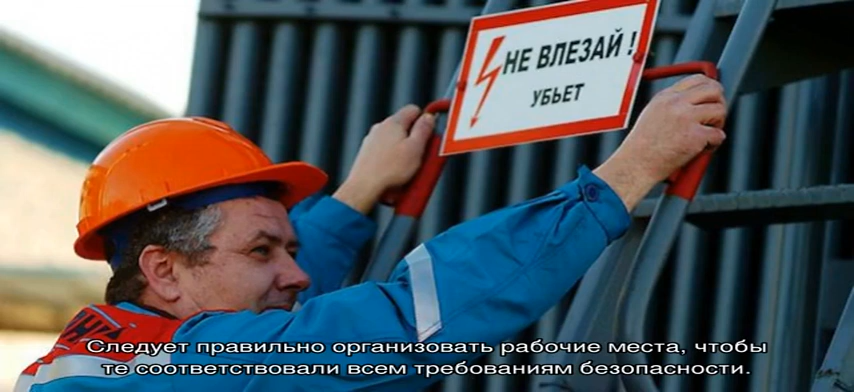 НЕ ВЛЕЗАЙ !
УБЬЕТ
Следует правильно организовать рабочие места, чтобы
те соответствовали всем требованиям безопасности.